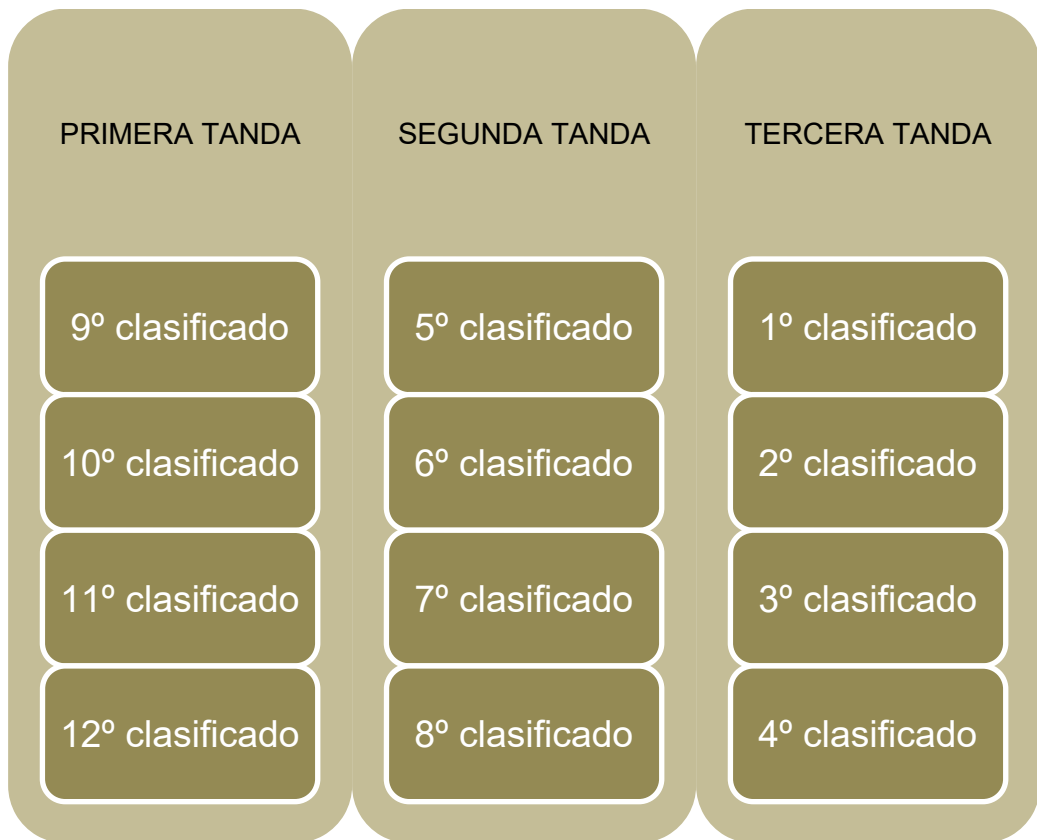 PRIMERA TANDA
9º clasificado
10º clasificado
11º clasificado
12º clasificado
SEGUNDA TANDA
5º clasificado
6º clasificado
7º clasificado
8º clasificado
TERCERA TANDA
1º clasificado
2º clasificado
3º clasificado
4º clasificado